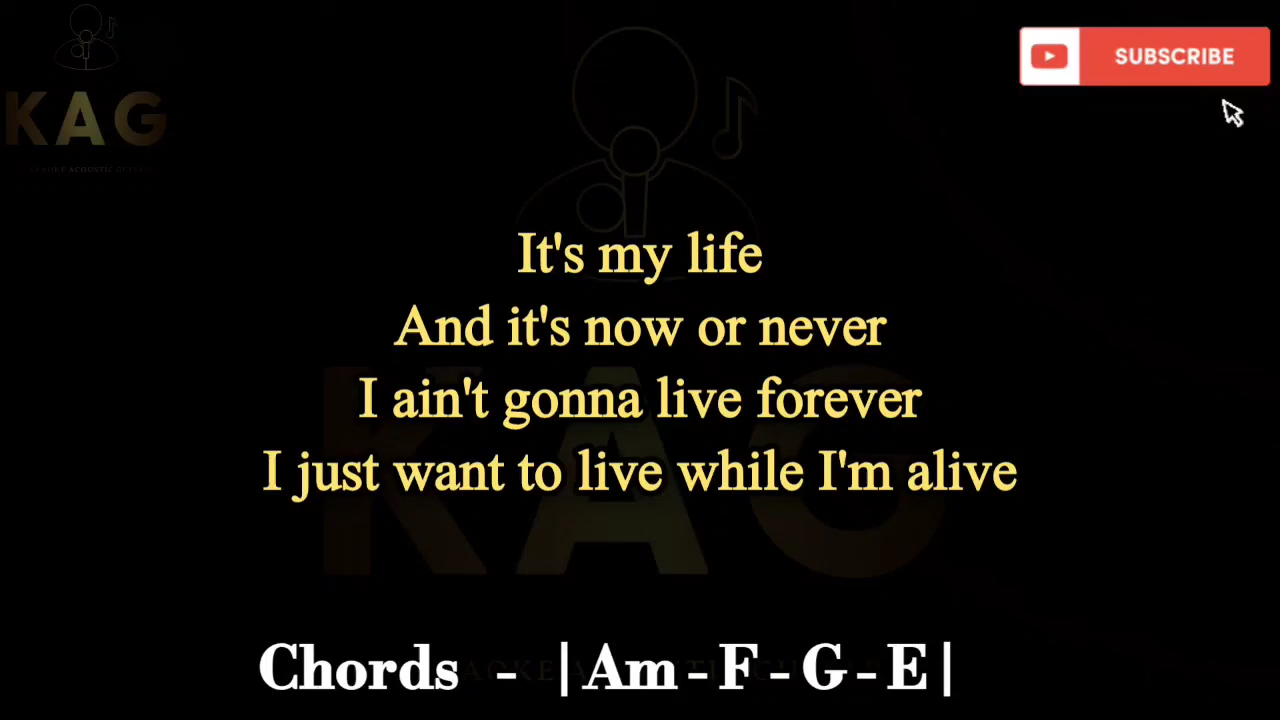 KAG
SUBSCRIBE
It's my life
And it's now or never
I ain't gonna live forever
I just want to live while I'm alive
KAG
Chords - |Am-F-G-E|